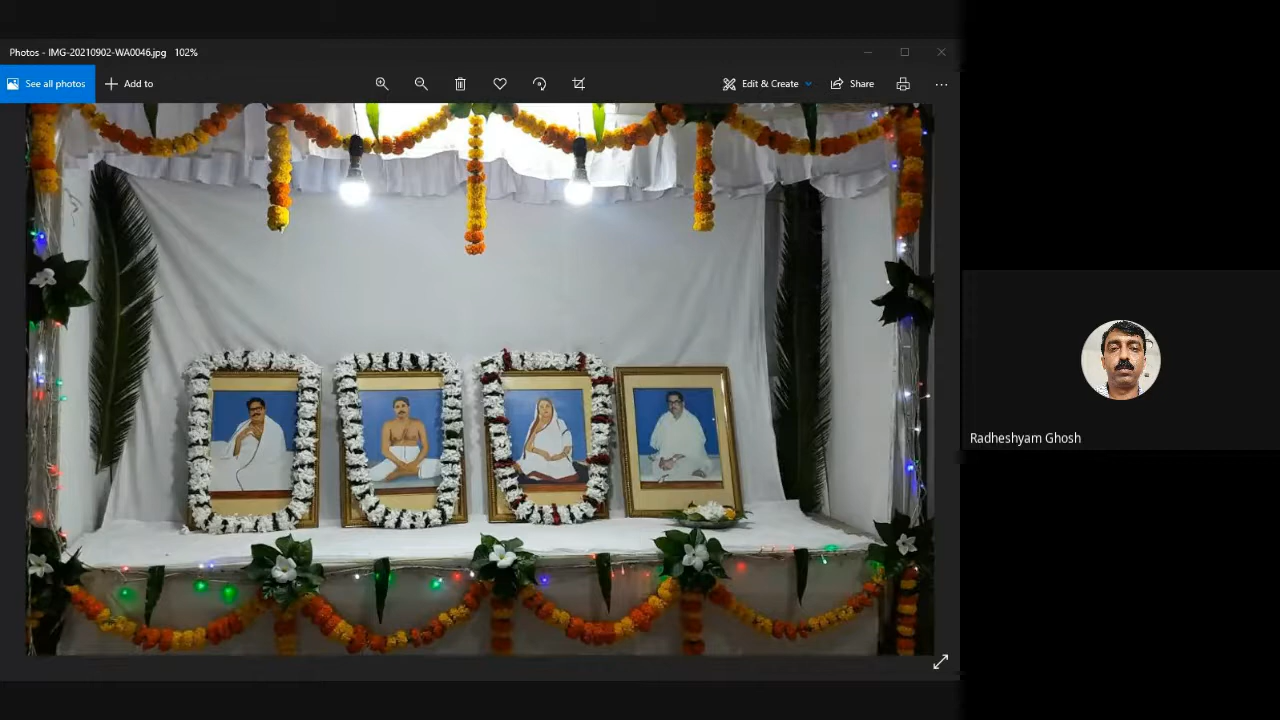 Photos - IMG-20210902-WA0046.jpg 102%
See all photos
Add to
Edit & Create
Share
Radheshyam Ghosh